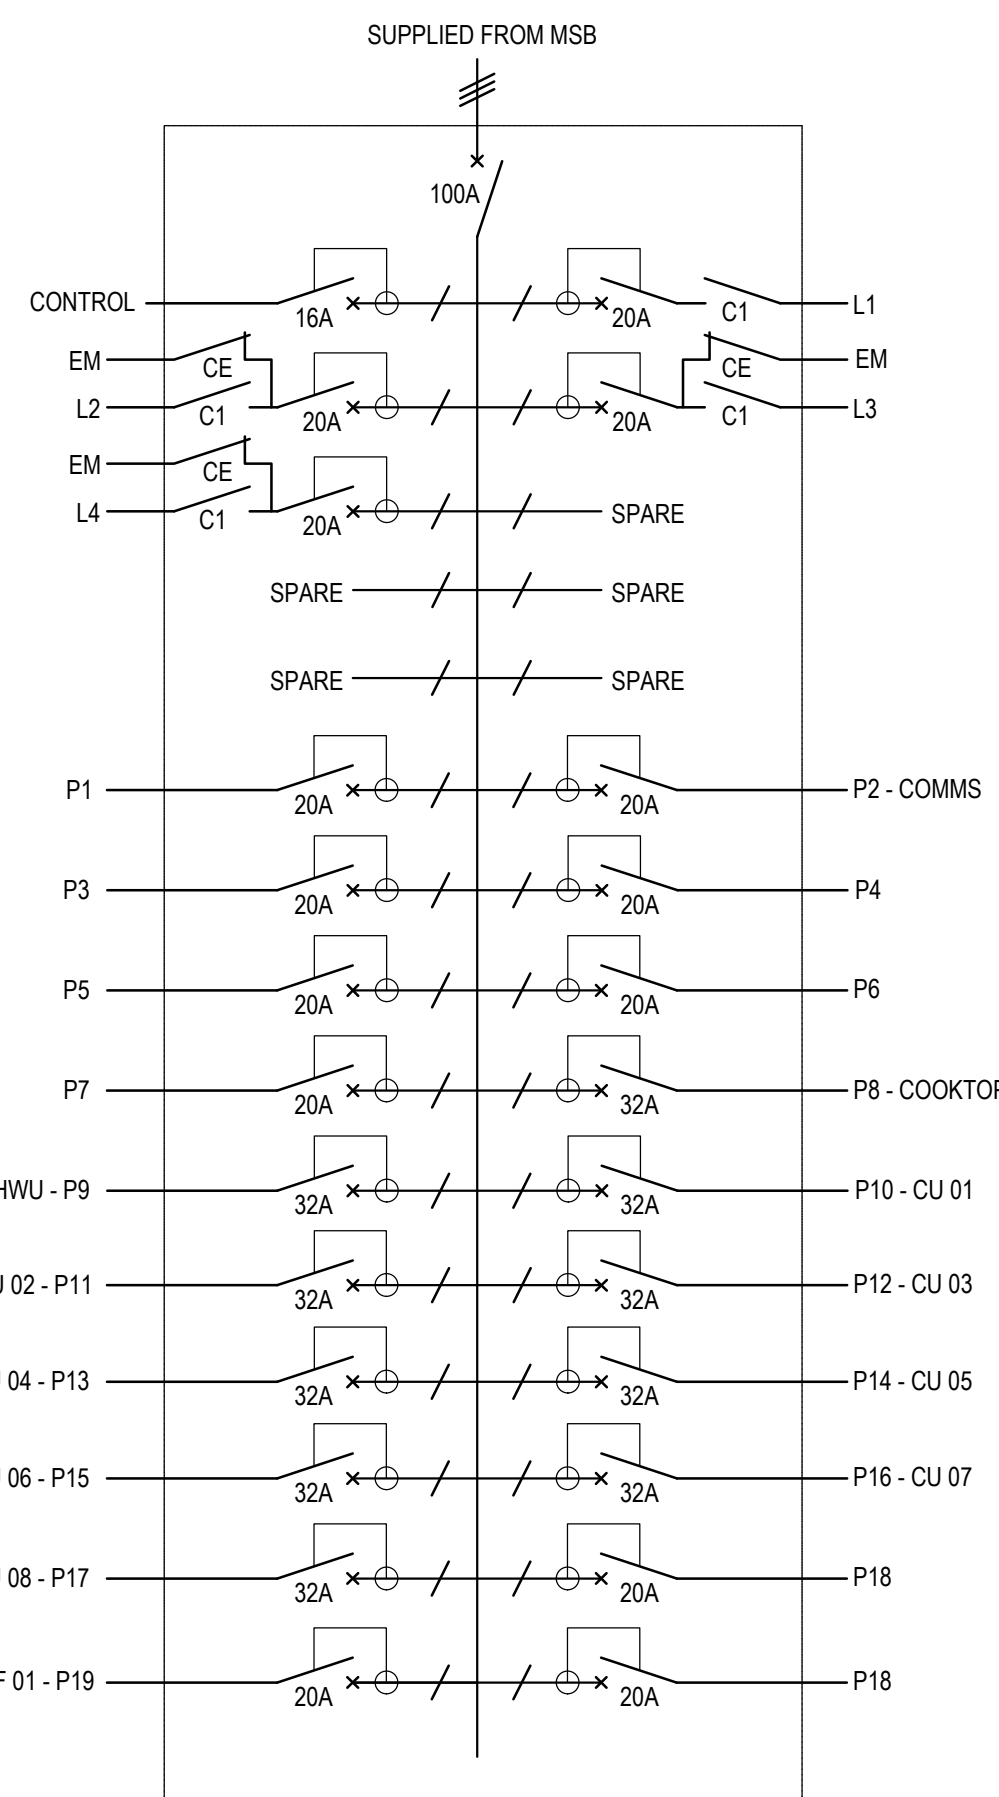 SUPPLIED FROM MSB
100A
CONTROL 16A 20A C1 L1
EM CE CE EM
L2 C1 20A 20A C1 L3
EM CE
L4 C1 20A SPARE
SPARE SPARE
SPARE SPARE
P1 20A 20A P2 - COMMS
P3 20A 20A P4
P5 20A 20A P6
P7 20A 32A P8 - COOKTOP
HWU - P9 32A 32A P10 - CU 01
02 - P11 32A 32A P12 - CU 03
04 - P13 32A 32A P14 - CU 05
06 - P15 32A 32A P16 - CU 07
08 - P17 32A 20A P18
01 - P19 20A 20A P18